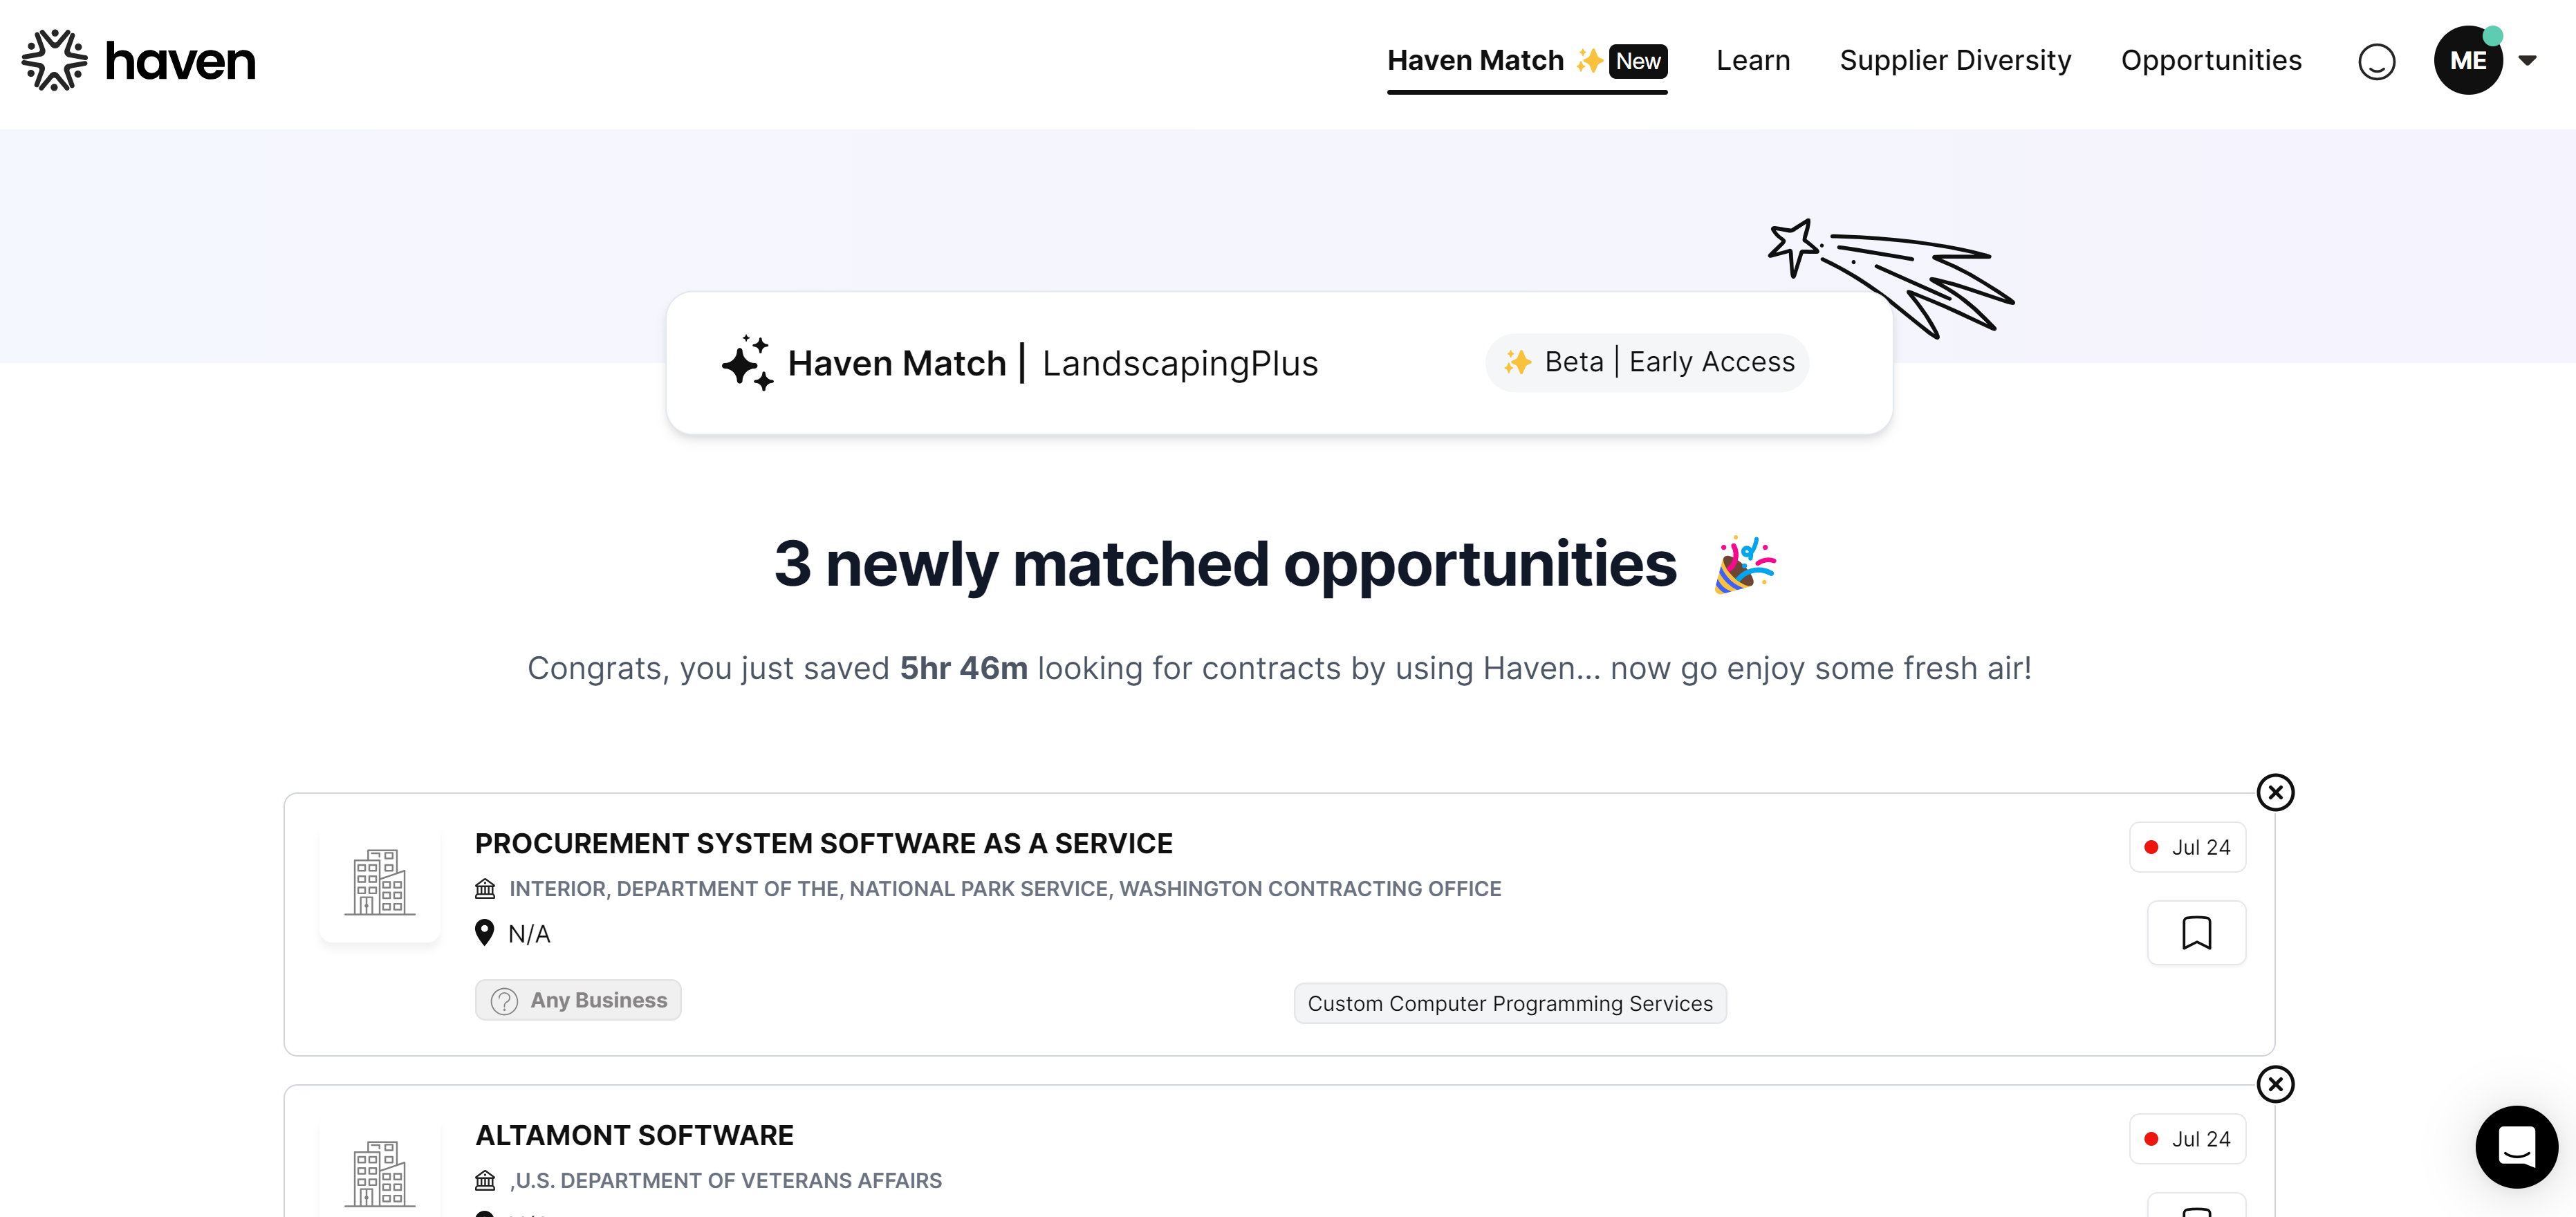 haven
Haven Match ✨ New
Learn
Supplier Diversity
Opportunities
ME
Haven Match | LandscapingPlus
✨ Beta | Early Access
3 newly matched opportunities 🎉
Congrats, you just saved 5hr 46m looking for contracts by using Haven... now go enjoy some fresh air!
PROCUREMENT SYSTEM SOFTWARE AS A SERVICE
Jul 24
INTERIOR, DEPARTMENT OF THE, NATIONAL PARK SERVICE, WASHINGTON CONTRACTING OFFICE
N/A
Any Business
Custom Computer Programming Services
ALTAMONT SOFTWARE
Jul 24
,U.S. DEPARTMENT OF VETERANS AFFAIRS